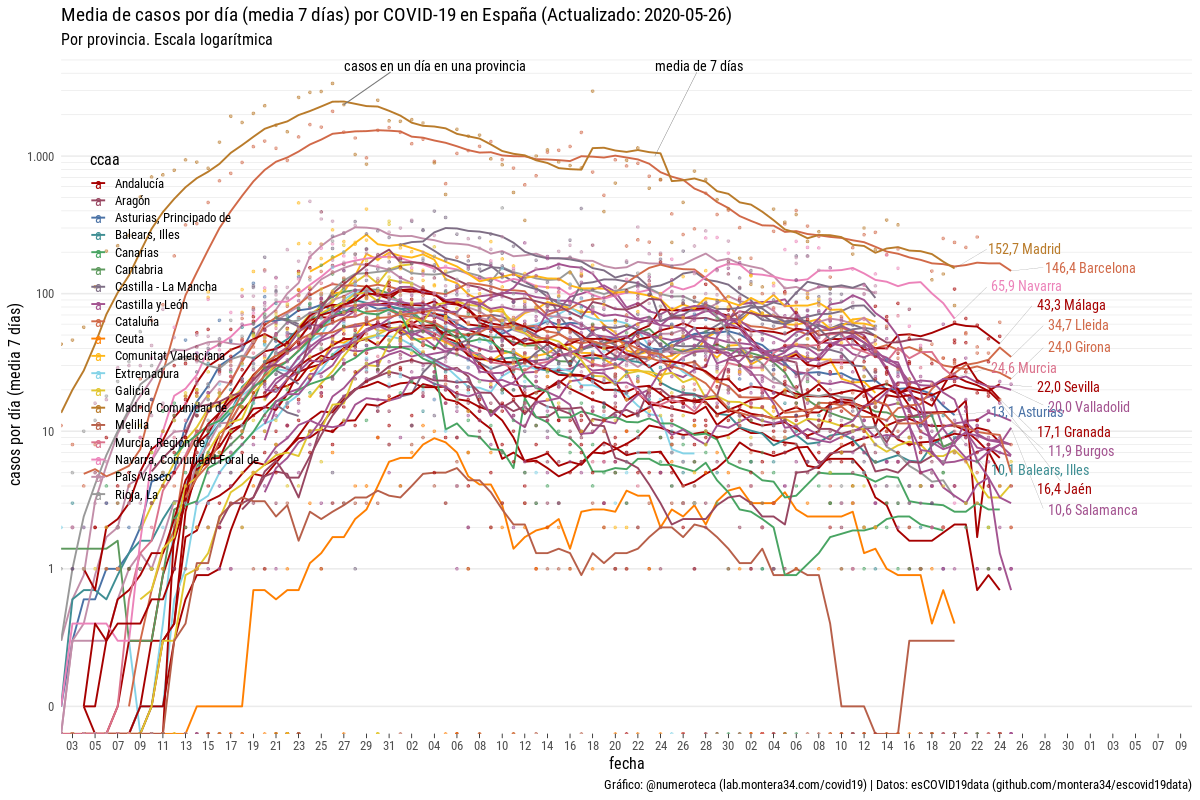 Media de casos por día (media 7 días) por COVID-19 en España (Actualizado: 2020-05-26)
Por provincia. Escala logarítmica
casos en un día en una provincia
media de 7 días
casos por día (media 7 días)
1.000
100
10
1
0
ccaa
Andalucía
Aragón
Asturias, Principado de
Balears, Illes
Canarias
Cantabria
Castilla - La Mancha
Castilla y León
Cataluña
Ceuta
Comunitat Valenciana
Extremadura
Galicia
Madrid, Comunidad de
Melilla
Murcia, Región de
Navarra, Comunidad Foral de
País Vasco
Rioja, La
152,7 Madrid
146,4 Barcelona
65,9 Navarra
43,3 Málaga
34,7 Lleida
24,0 Girona
24,6 Murcia
22,0 Sevilla
20,0 Valladolid
13,1 Asturias
17,1 Granada
11,9 Burgos
10,1 Balears, Illes
16,4 Jaén
10,6 Salamanca
03 05 07 09 11 13 15 17 19 21 23 25 27 29 31 02 04 06 08 10 12 14 16 18 20 22 24 26 28 30 02 04 06 08 10 12 14 16 18 20 22 24 26 28 30 01 03 05 07 09
fecha
Gráfico: @numeroteca (lab.montera34.com/covid19) | Datos: esCOVID19data (github.com/montera34/escovid19data)